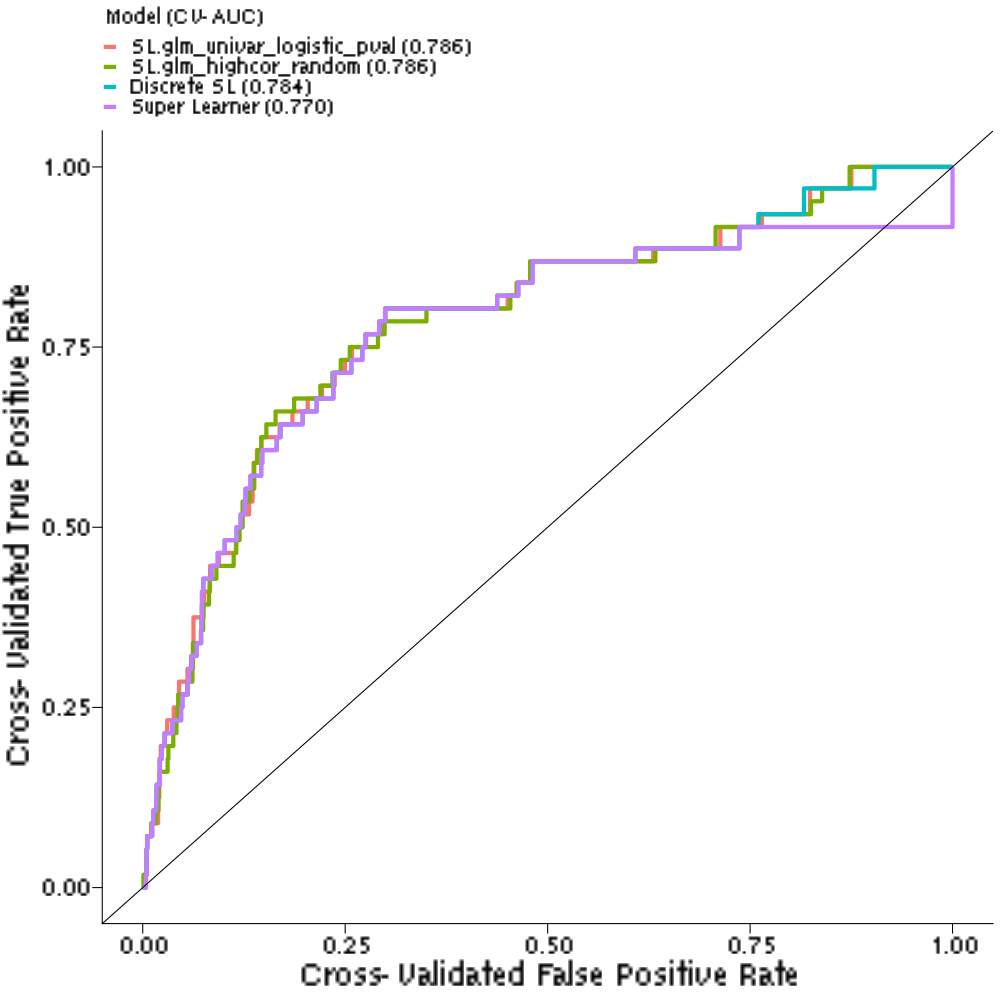 Model (CV- AUC)
SL.glm_univar_logistic_pval (0.786)
SL.glm_highcor_random (0.786)
Discrete SL (0.784)
Super Learner (0.770)
1.00
0.75
0.50
0.25
0.00
Cross- Validated True Positive Rate
0.00 0.25 0.50 0.75 1.00
Cross- Validated False Positive Rate